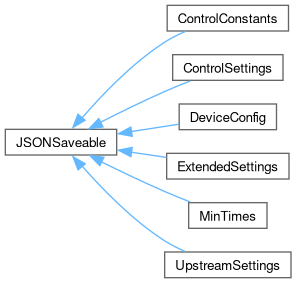 ControlConstants
ControlSettings
DeviceConfig
JSONSaveable
ExtendedSettings
MinTimes
UpstreamSettings